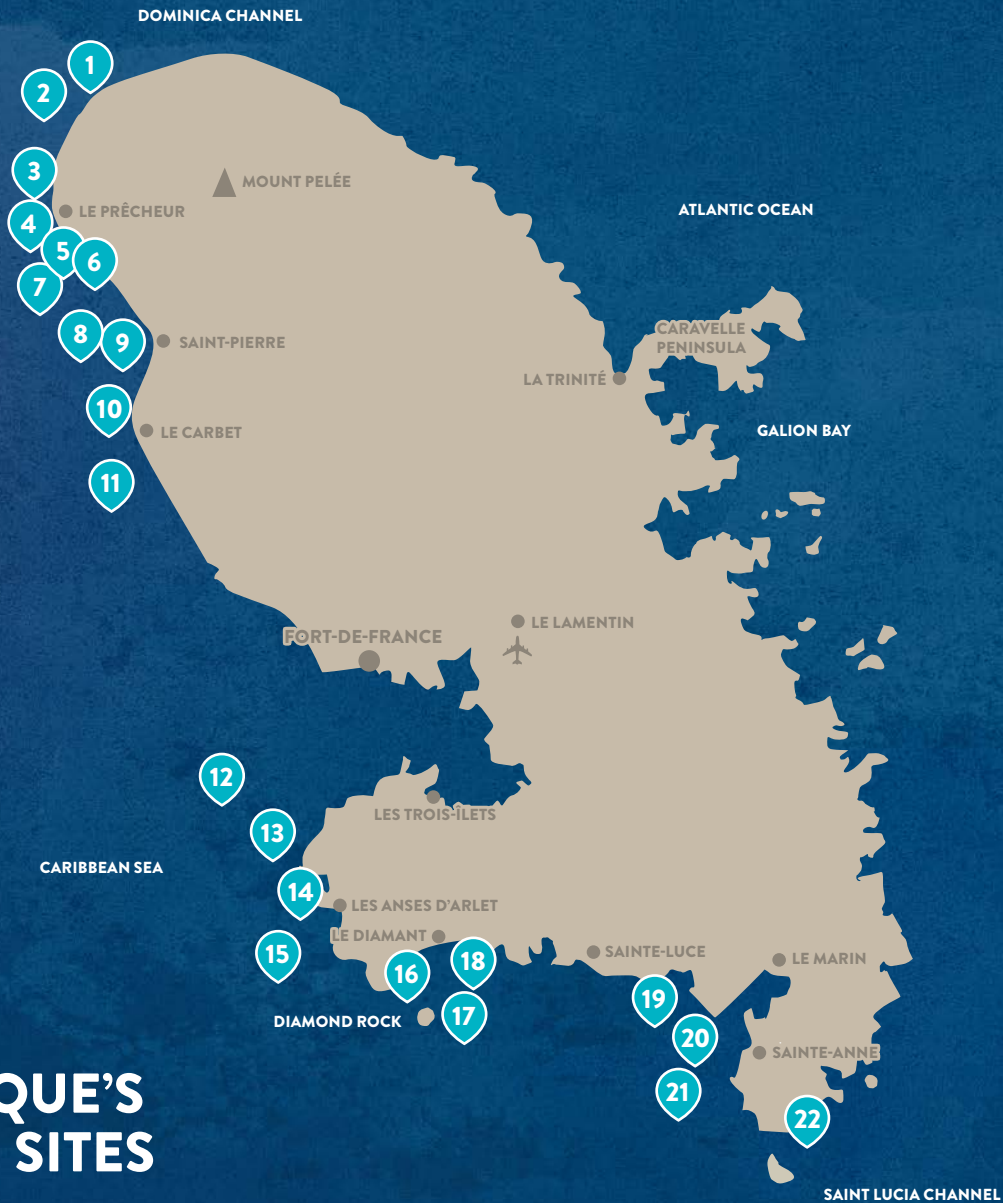 DOMINICA CHANNEL
1
2
3
MOUNT PELÉE
LE PRÊCHEUR
4
ATLANTIC OCEAN
5
6
7
8
9
SAINT-PIERRE
CARAVELLE
PENINSULA
LA TRINITÉ
10
LE CARBET
GALION BAY
11
LE LAMENTIN
FORT-DE-FRANCE
12
LES TROIS-ÎLETS
13
CARIBBEAN SEA
14
LES ANSES D'ARLET
LE DIAMANT
15
16
18
SAINTE-LUCE
LE MARIN
DIAMOND ROCK
17
19
20
SAINTE-ANNE
21
22
QUE'S
SITES
SAINT LUCIA CHANNEL